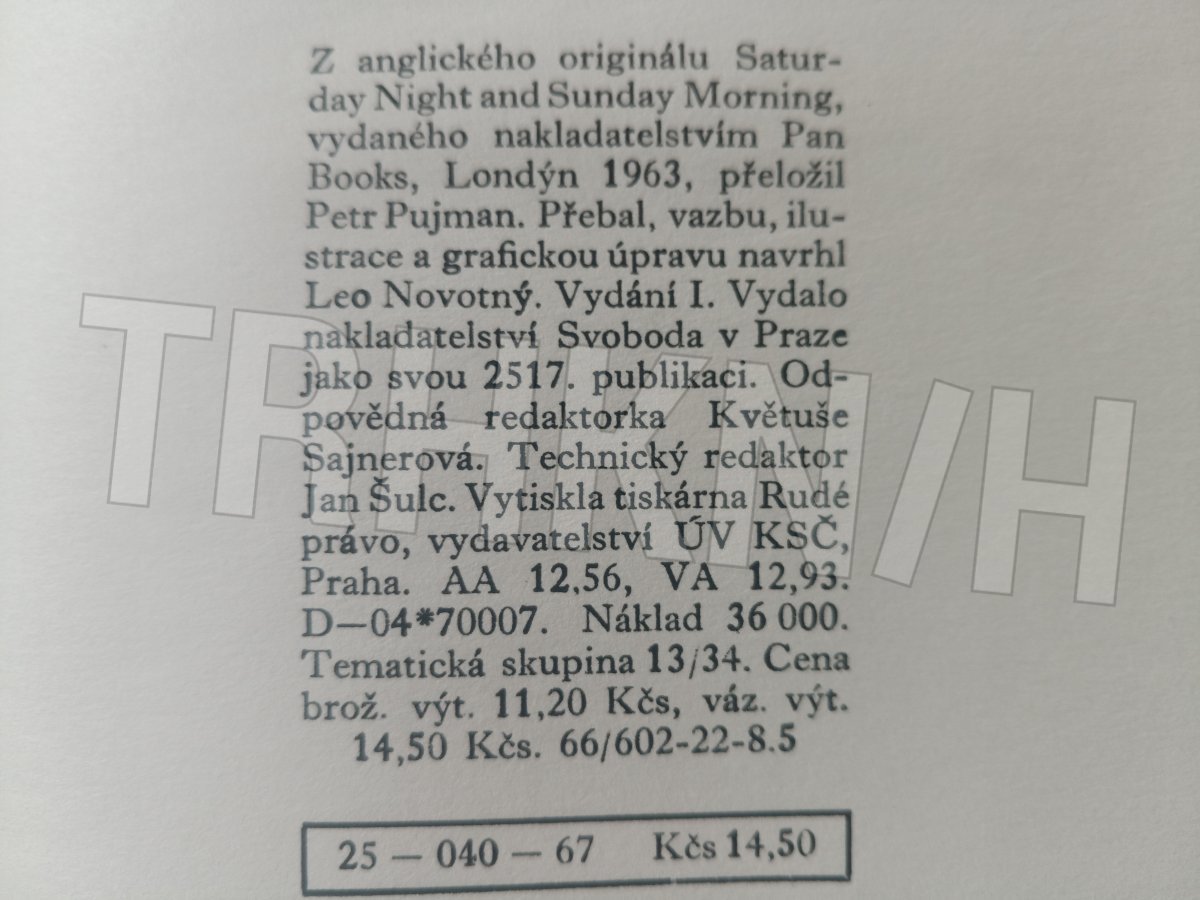 Z anglického originálu Satur-
day Night and Sunday Morning,
vydaného nakladatelstvím Pan
Books, Londýn 1963, přeložil
Petr Pujman. Přebal, vazbu, ilu-
strace a grafickou úpravu navrhl
Leo Novotný. Vydání I. Vydalo
nakladatelství Svoboda v Praze
jako svou 2517. publikaci. Od-
povědná redaktorka Květuše
Sajnerová. Technický redaktor
Jan Šulc. Vytiskla tiskárna Rudé
právo, vydavatelství ÚV KSČ,
Praha. AA 12,56, VA 12,93.
D—04*70007. Náklad 36 000.
Tematická skupina 13/34. Cena
brož. výt. 11,20 Kčs, váz. výt.
14,50 Kčs. 66/602-22-8.5
25 — 040 — 67 Kčs 14,50
TRHKN/H